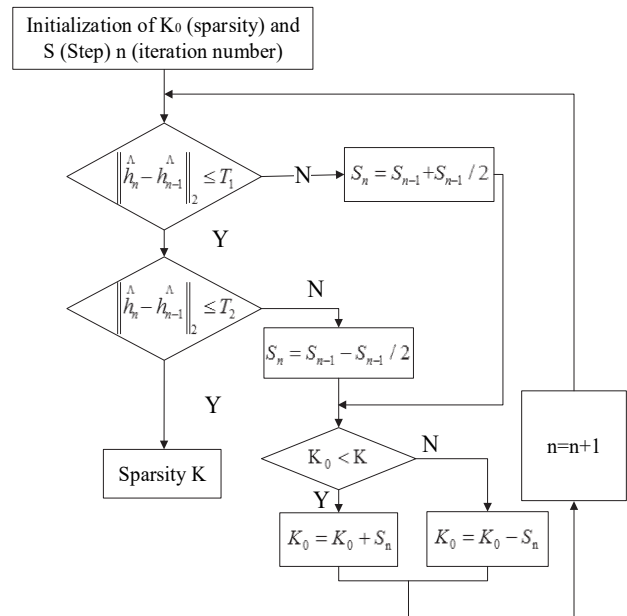 Initialization of K₀ (sparsity) and
S (Step) n (iteration number)
‖ĥₙ − ĥₙ₋₁‖₂ ≤ T₁
N
Sₙ = Sₙ₋₁+Sₙ₋₁ / 2
Y
‖ĥₙ − ĥₙ₋₁‖₂ ≤ T₂
N
Sₙ = Sₙ₋₁ − Sₙ₋₁ / 2
Y
Sparsity K
K₀ < K
N
n=n+1
Y
K₀ = K₀ + Sₙ
K₀ = K₀ − Sₙ